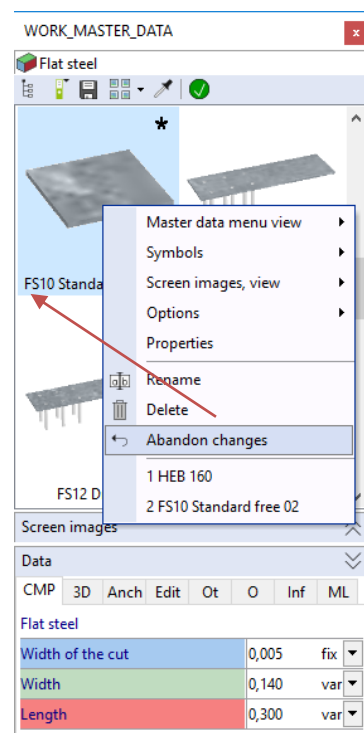 WORK_MASTER_DATA
x
Flat steel
*
FS10 Standa
Master data menu view
Symbols
Screen images, view
Options
Properties
Rename
Delete
Abandon changes
1 HEB 160
2 FS10 Standard free 02
FS12 D
Screen images
Data
CMP 3D Anch Edit Ot O Inf ML
Flat steel
Width of the cut 0,005 fix
Width 0,140 var
Length 0,300 var